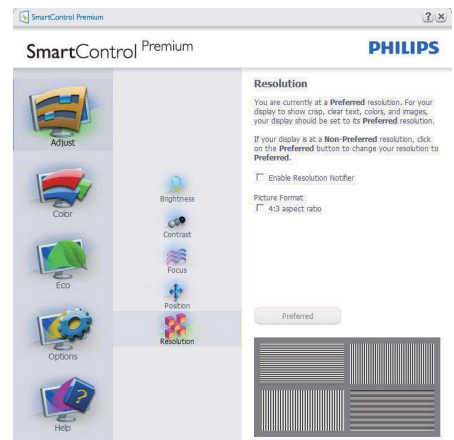 SmartControl Premium
SmartControl Premium
PHILIPS
Adjust
Color
Eco
Options
Help
Brightness
Contrast
Focus
Position
Resolution
Resolution
You are currently at a Preferred resolution. For your
display to show crisp, clear text, colors, and images,
your display should be set to its Preferred resolution.
If your display is at a Non-Preferred resolution, click
on the Preferred button to change your resolution to
Preferred.
Enable Resolution Notifier
Picture Format
4:3 aspect ratio
Preferred